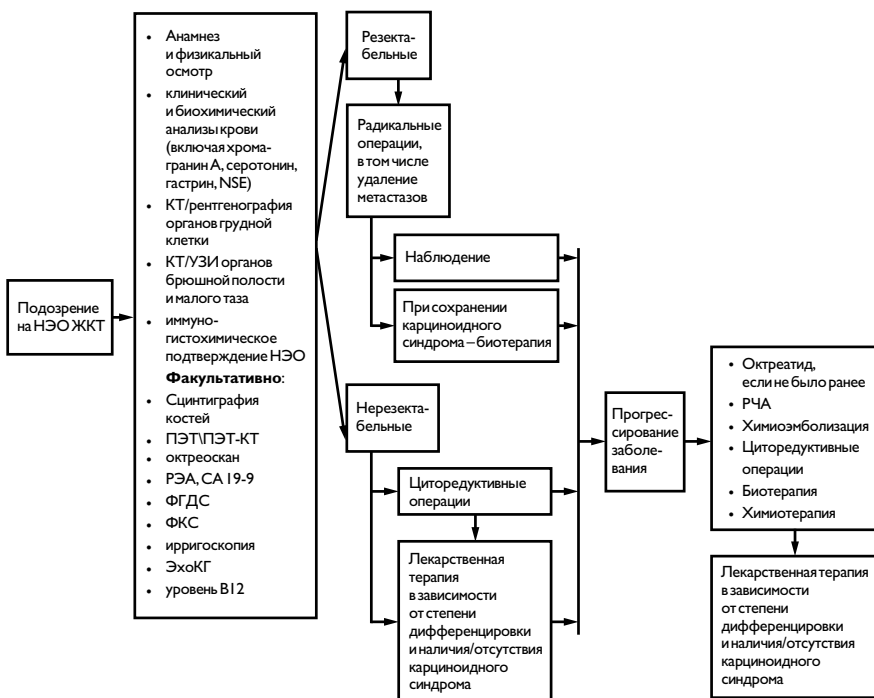 Подозрение
на НЭО ЖКТ
• Анамнез
и физикальный
осмотр
• клинический
и биохимический
анализы крови
(включая хрома-
гранин А, серотонин,
гастрин, NSE)
• КТ/рентгенография
органов грудной
клетки
• КТ/УЗИ органов
брюшной полости
и малого таза
• иммуно-
гистохимическое
подтверждение НЭО
Факультативно:
• Сцинтиграфия
костей
• ПЭТ\ПЭТ-КТ
• октреоскан
• РЭА, СА 19-9
• ФГДС
• ФКС
• ирригоскопия
• ЭхоКГ
• уровень В12
Резекта-
бельные
Радикальные
операции,
в том числе
удаление
метастазов
Наблюдение
При сохранении
карциноидного
синдрома – биотерапия
Нерезекта-
бельные
Циторедуктивные
операции
Лекарственная
терапия
в зависимости
от степени
дифференцировки
и наличия/отсутствия
карциноидного
синдрома
Прогрес-
сирование
заболе-
вания
• Октреатид,
если не было ранее
• РЧА
• Химиоэмболизация
• Циторедуктивные
операции
• Биотерапия
• Химиотерапия
Лекарственная терапия
в зависимости
от степени
дифференцировки
и наличия/отсутствия
карциноидного
синдрома